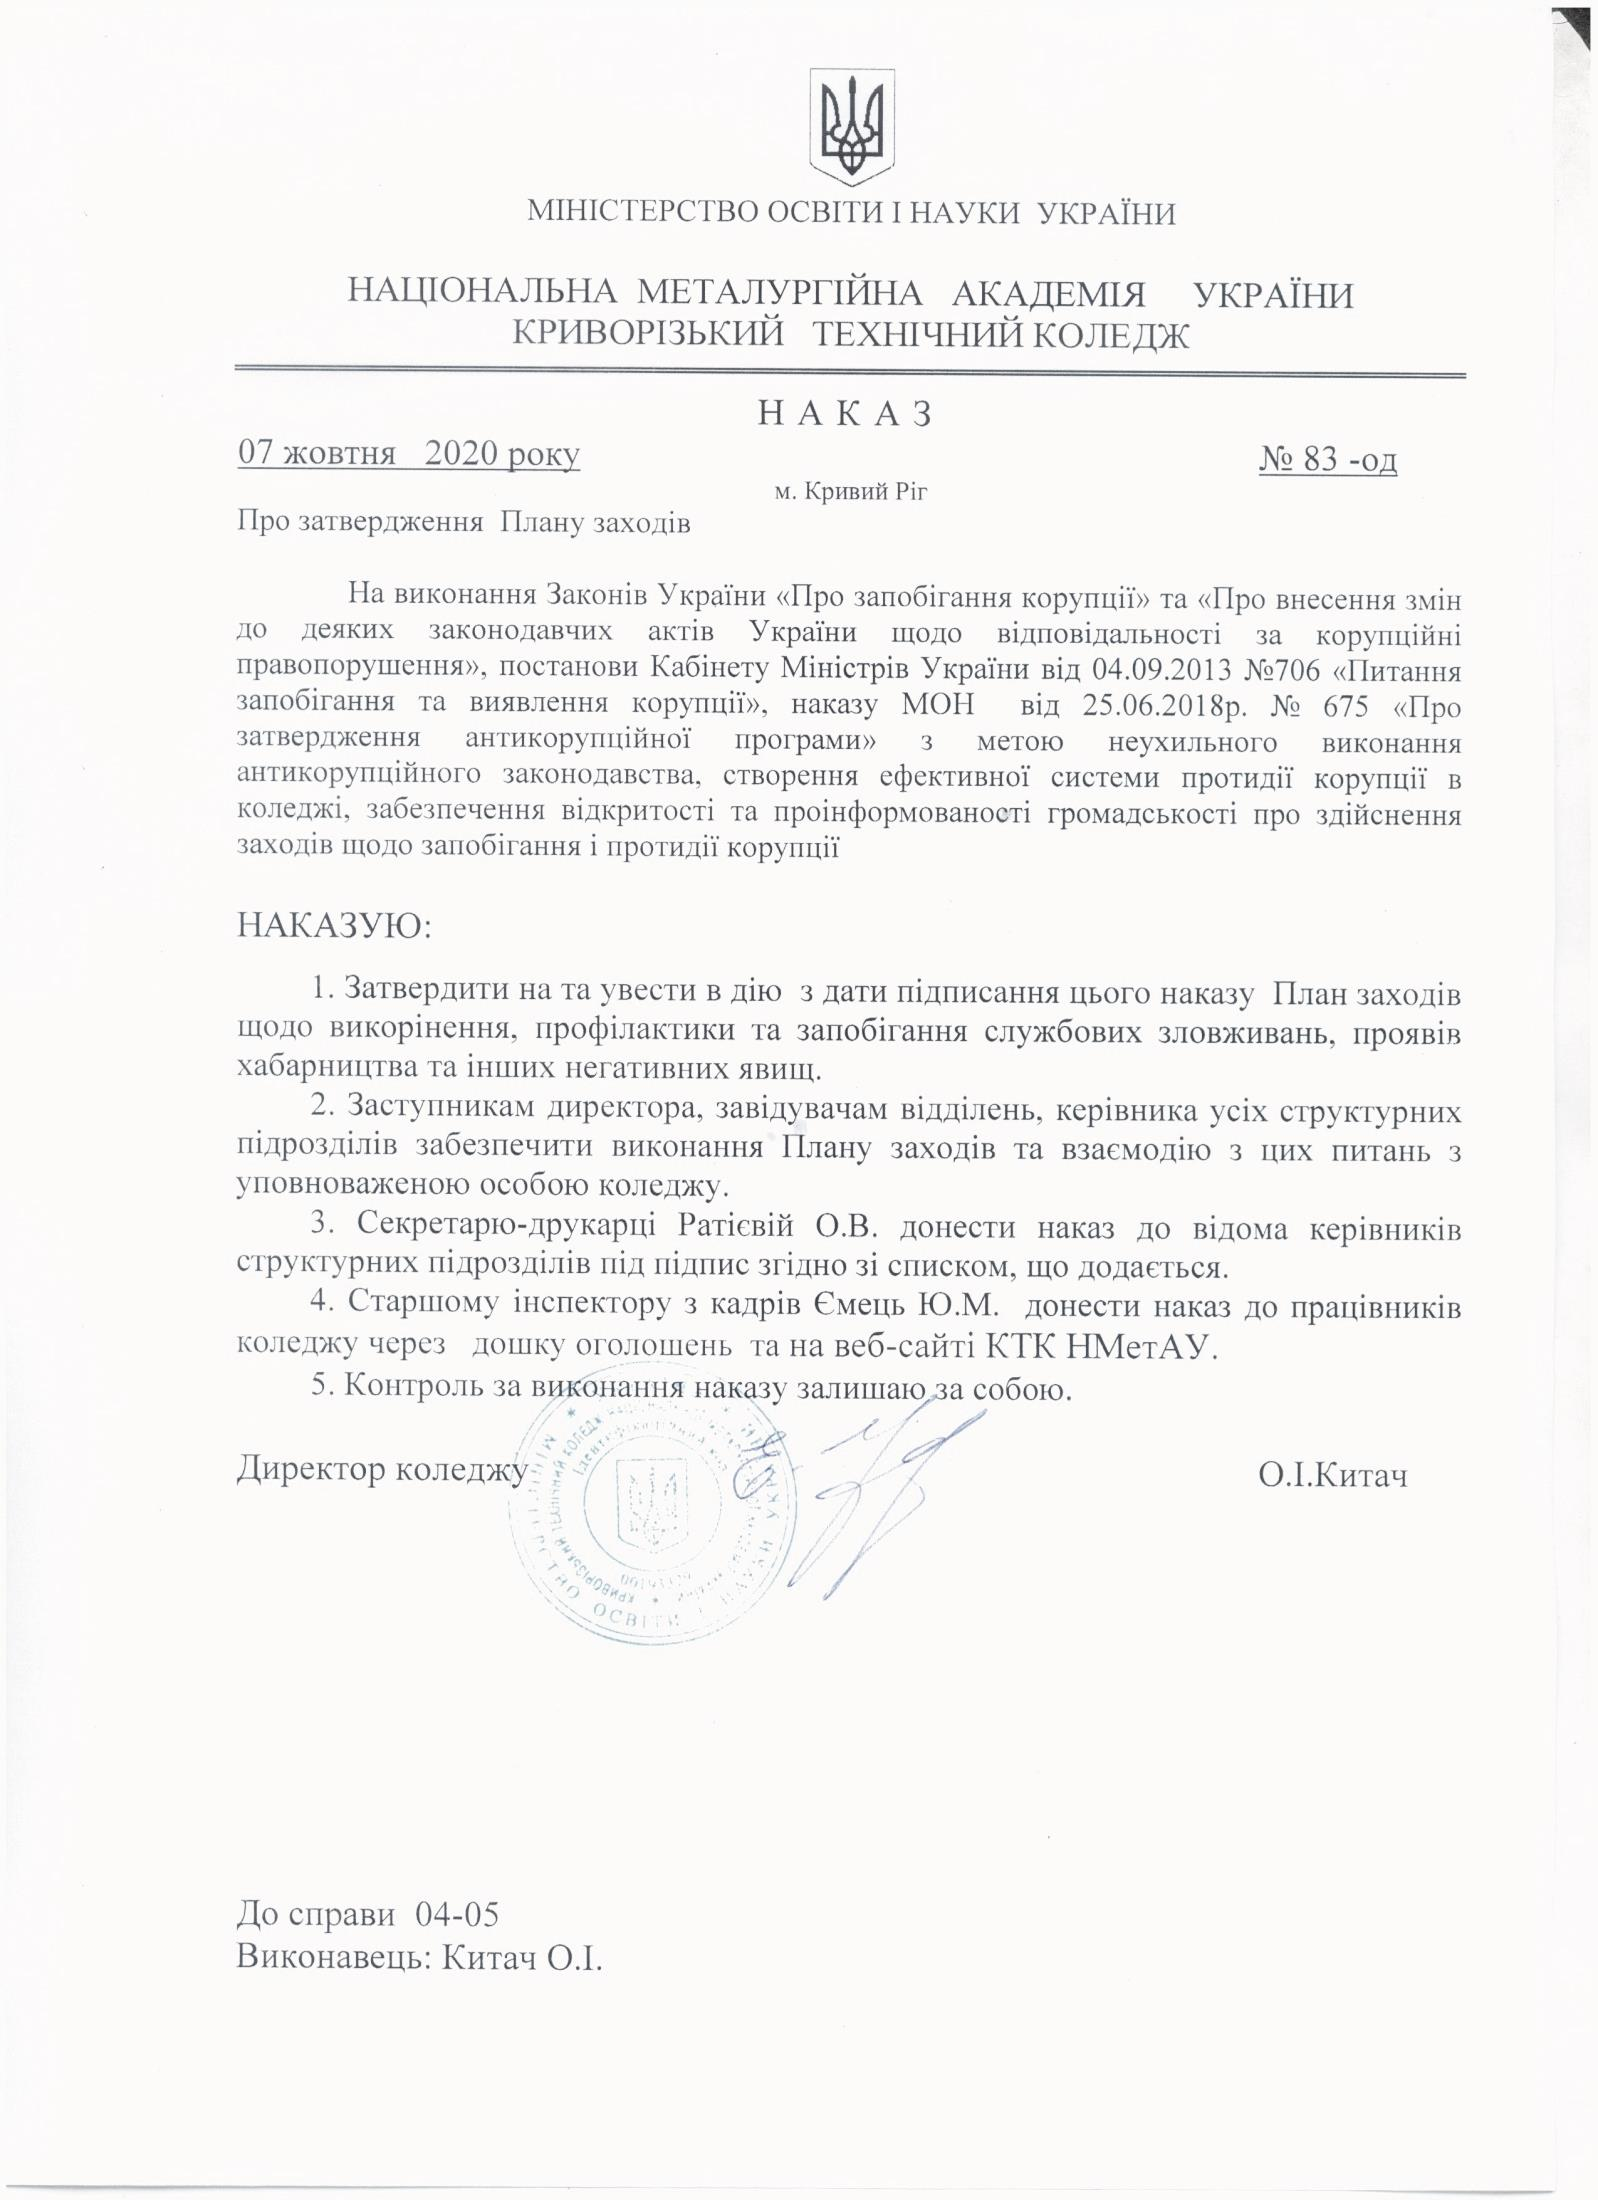 МІНІСТЕРСТВО ОСВІТИ І НАУКИ УКРАЇНИ
НАЦІОНАЛЬНА МЕТАЛУРГІЙНА АКАДЕМІЯ УКРАЇНИ
КРИВОРІЗЬКИЙ ТЕХНІЧНИЙ КОЛЕДЖ
Н А К А З
07 жовтня 2020 року № 83 -од
м. Кривий Ріг
Про затвердження Плану заходів
На виконання Законів України «Про запобігання корупції» та «Про внесення змін
до деяких законодавчих актів України щодо відповідальності за корупційні
правопорушення», постанови Кабінету Міністрів України від 04.09.2013 №706 «Питання
запобігання та виявлення корупції», наказу МОН від 25.06.2018р. № 675 «Про
затвердження антикорупційної програми» з метою неухильного виконання
антикорупційного законодавства, створення ефективної системи протидії корупції в
коледжі, забезпечення відкритості та проінформованості громадськості про здійснення
заходів щодо запобігання і протидії корупції
НАКАЗУЮ:
1. Затвердити на та увести в дію з дати підписання цього наказу План заходів
щодо викорінення, профілактики та запобігання службових зловживань, проявів
хабарництва та інших негативних явищ.
2. Заступникам директора, завідувачам відділень, керівника усіх структурних
підрозділів забезпечити виконання Плану заходів та взаємодію з цих питань з
уповноваженою особою коледжу.
3. Секретарю-друкарці Ратієвій О.В. донести наказ до відома керівників
структурних підрозділів під підпис згідно зі списком, що додається.
4. Старшому інспектору з кадрів Ємець Ю.М. донести наказ до працівників
коледжу через дошку оголошень та на веб-сайті КТК НМетАУ.
5. Контроль за виконання наказу залишаю за собою.
Директор коледжу О.І.Китач
КРИВОРІЗЬКИЙ ТЕХНІЧНИЙ КОЛЕДЖ
ОСВІТИ І НАУКИ
До справи 04-05
Виконавець: Китач О.І.